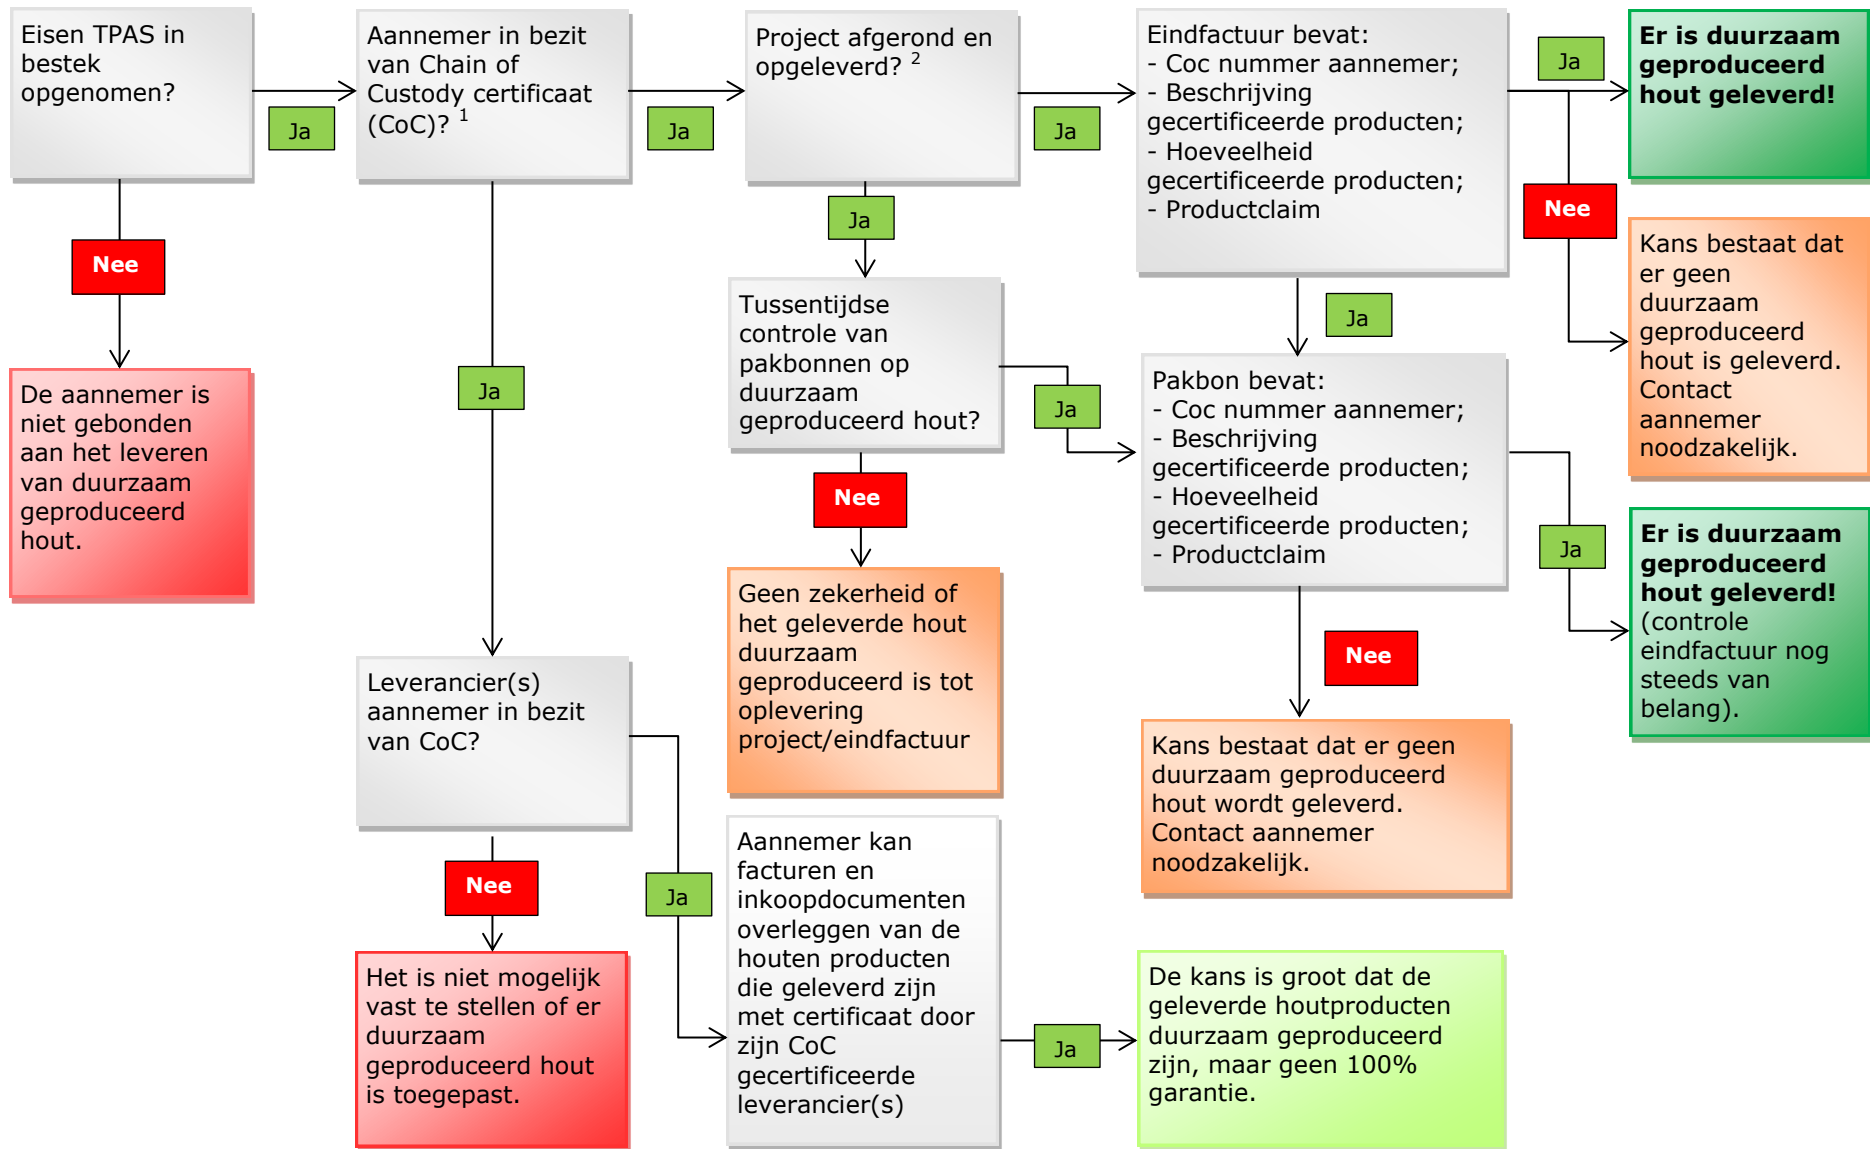 Eisen TPAS in
bestek
opgenomen?
Ja
Nee
De aannemer is
niet gebonden
aan het leveren
van duurzaam
geproduceerd
hout.
Aannemer in bezit
van Chain of
Custody certificaat
(CoC)? 1
Ja
Ja
Leverancier(s)
aannemer in bezit
van CoC?
Nee
Het is niet mogelijk
vast te stellen of er
duurzaam
geproduceerd hout
is toegepast.
Ja
Aannemer kan
facturen en
inkoopdocumenten
overleggen van de
houten producten
die geleverd zijn
met certificaat door
zijn CoC
gecertificeerde
leverancier(s)
Ja
De kans is groot dat de
geleverde houtproducten
duurzaam geproduceerd
zijn, maar geen 100%
garantie.
Project afgerond en
opgeleverd? 2
Ja
Ja
Tussentijdse
controle van
pakbonnen op
duurzaam
geproduceerd hout?
Ja
Nee
Geen zekerheid of
het geleverde hout
duurzaam
geproduceerd is tot
oplevering
project/eindfactuur
Eindfactuur bevat:
- Coc nummer aannemer;
- Beschrijving
gecertificeerde producten;
- Hoeveelheid
gecertificeerde producten;
- Productclaim
Ja
Pakbon bevat:
- Coc nummer aannemer;
- Beschrijving
gecertificeerde producten;
- Hoeveelheid
gecertificeerde producten;
- Productclaim
Nee
Kans bestaat dat er geen
duurzaam geproduceerd
hout wordt geleverd.
Contact aannemer
noodzakelijk.
Ja
Er is duurzaam
geproduceerd
hout geleverd!
Nee
Kans bestaat dat
er geen
duurzaam
geproduceerd
hout is geleverd.
Contact
aannemer
noodzakelijk.
Ja
Er is duurzaam
geproduceerd
hout geleverd!
(controle
eindfactuur nog
steeds van
belang).